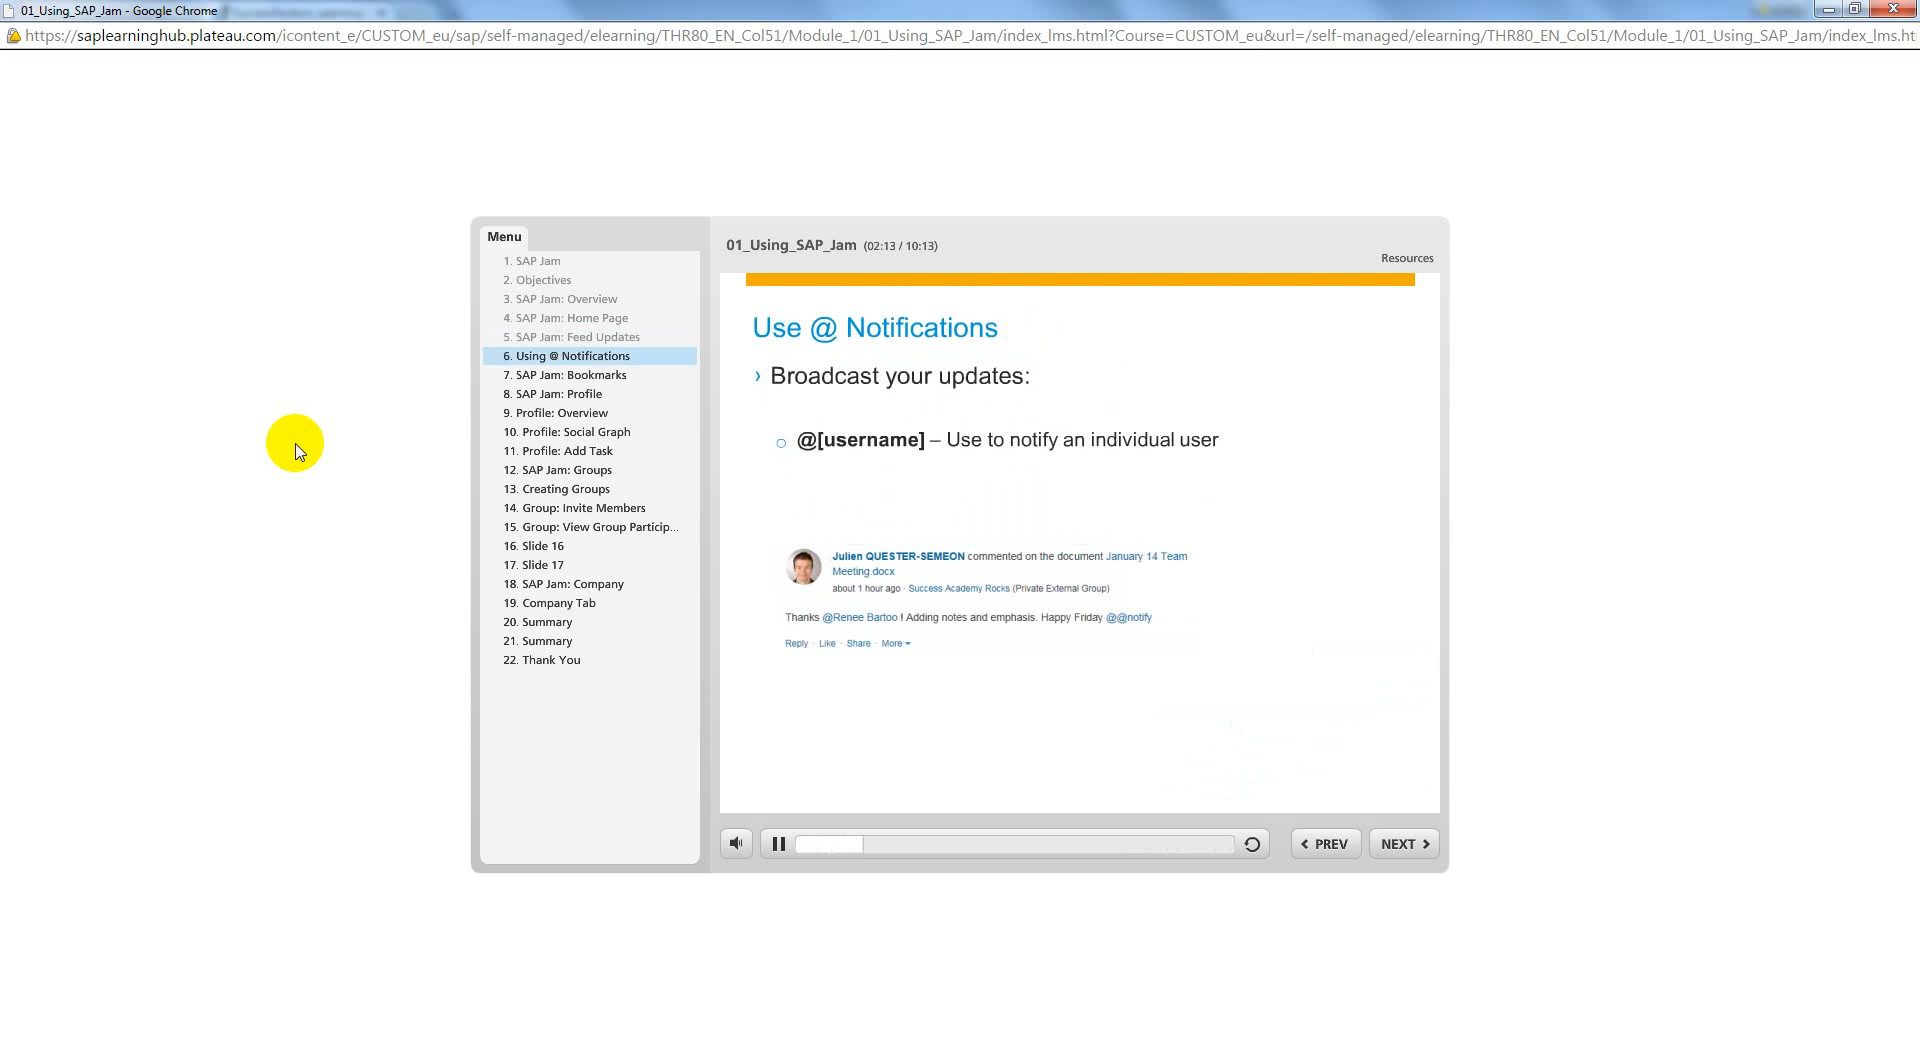 01_Using_SAP_Jam - Google Chrome
https://saplearninghub.plateau.com/icontent_e/CUSTOM_eu/sap/self-managed/elearning/THR80_EN_Col51/Module_1/01_Using_SAP_Jam/index_lms.html?Course=CUSTOM_eu&url=/self-managed/elearning/THR80_EN_Col51/Module_1/01_Using_SAP_Jam/index_lms.ht
Menu
1. SAP Jam
2. Objectives
3. SAP Jam: Overview
4. SAP Jam: Home Page
5. SAP Jam: Feed Updates
6. Using @ Notifications
7. SAP Jam: Bookmarks
8. SAP Jam: Profile
9. Profile: Overview
10. Profile: Social Graph
11. Profile: Add Task
12. SAP Jam: Groups
13. Creating Groups
14. Group: Invite Members
15. Group: View Group Particip...
16. Slide 16
17. Slide 17
18. SAP Jam: Company
19. Company Tab
20. Summary
21. Summary
22. Thank You
01_Using_SAP_Jam (02:13 / 10:13)
Resources
Use @ Notifications
› Broadcast your updates:
○ @[username] – Use to notify an individual user
Julien QUESTER-SEMEON commented on the document January 14 Team
Meeting.docx
about 1 hour ago · Success Academy Rocks (Private External Group)
Thanks @Renee Bartoo ! Adding notes and emphasis. Happy Friday @@notify
Reply · Like · Share · More
PREV
NEXT